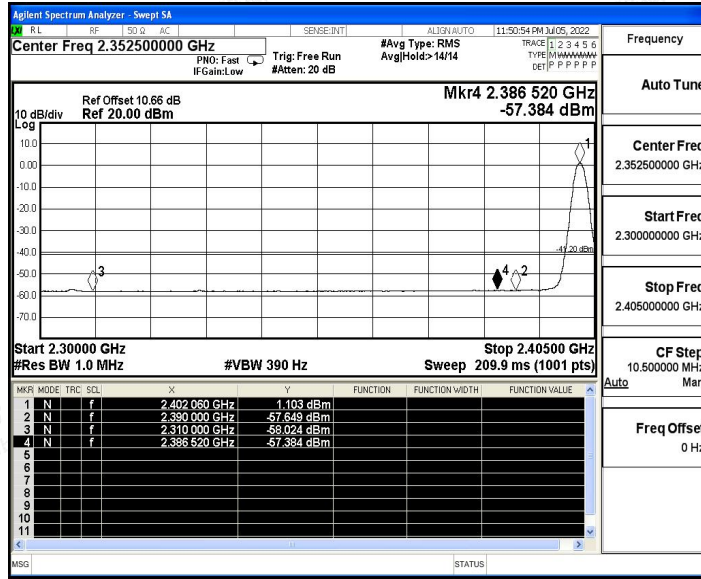 Agilent Spectrum Analyzer - Swept SA
LXI RL RF 50 Ω AC SENSE:INT ALIGNAUTO 11:50:54 PM Jul 05, 2022
Center Freq 2.352500000 GHz
PNO: Fast
IFGain:Low
Trig: Free Run
#Atten: 20 dB
#Avg Type: RMS
Avg|Hold:>14/14
TRACE 1 2 3 4 5 6
TYPE M W W W W W
DET P P P P P P
Mkr4 2.386 520 GHz
-57.384 dBm
Ref Offset 10.66 dB
10 dB/div Ref 20.00 dBm
Log
10.0
0.00
-10.0
-20.0
-30.0
-40.0
-50.0
-60.0
-70.0
1
-41.20 dBm
3
4
2
Start 2.30000 GHz Stop 2.40500 GHz
#Res BW 1.0 MHz #VBW 390 Hz Sweep 209.9 ms (1001 pts)
MKR MODE TRC SCL X Y FUNCTION FUNCTION WIDTH FUNCTION VALUE
1 N f 2.402 060 GHz 1.103 dBm
2 N f 2.390 000 GHz -57.649 dBm
3 N f 2.310 000 GHz -58.024 dBm
4 N f 2.386 520 GHz -57.384 dBm
5
6
7
8
9
10
11
MSG STATUS
Frequency
Auto Tune
Center Freq
2.352500000 GHz
Start Freq
2.300000000 GHz
Stop Freq
2.405000000 GHz
CF Step
10.500000 MHz
Auto Man
Freq Offset
0 Hz